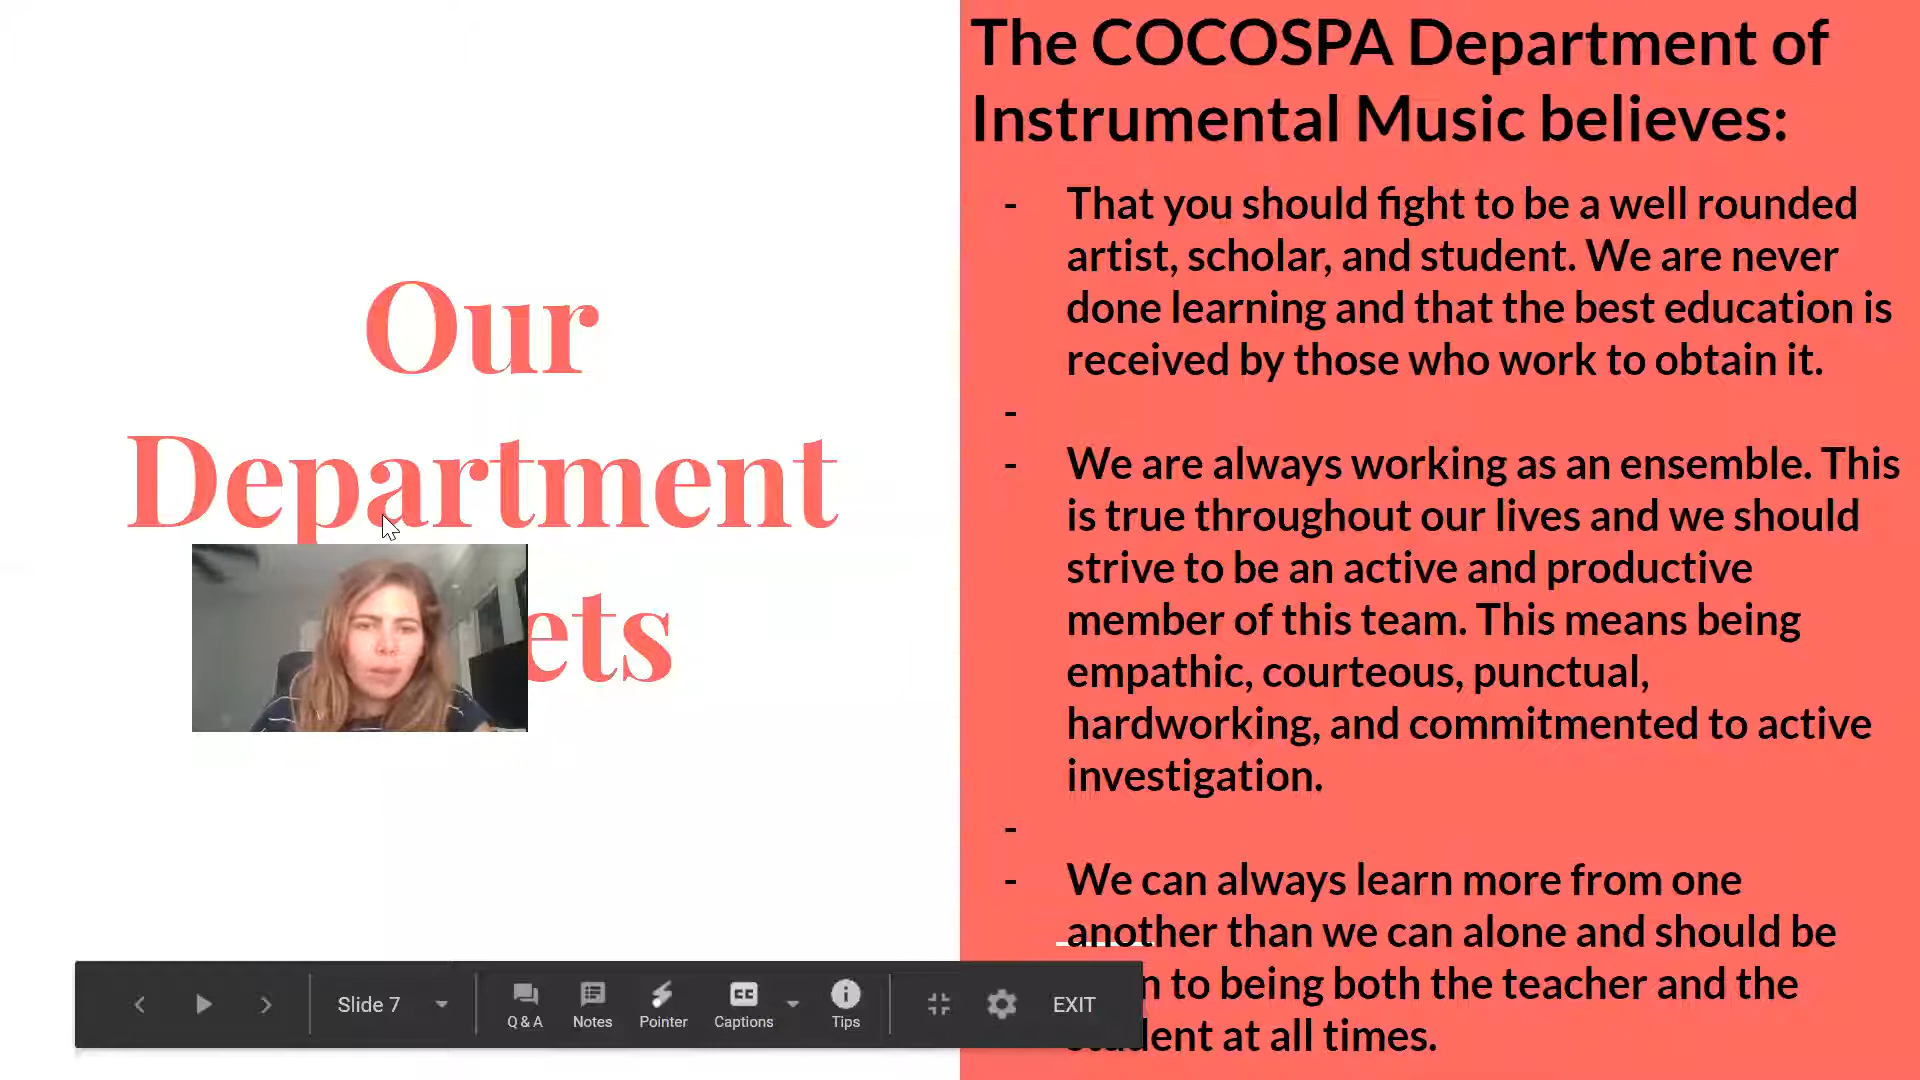 Our
Department
ets
The COCOSPA Department of
Instrumental Music believes:
- That you should fight to be a well rounded
artist, scholar, and student. We are never
done learning and that the best education is
received by those who work to obtain it.
-
- We are always working as an ensemble. This
is true throughout our lives and we should
strive to be an active and productive
member of this team. This means being
empathic, courteous, punctual,
hardworking, and commitmented to active
investigation.
-
- We can always learn more from one
another than we can alone and should be
to being both the teacher and the
at all times.
Slide 7
Q & A
Notes
Pointer
CC
Captions
Tips
EXIT